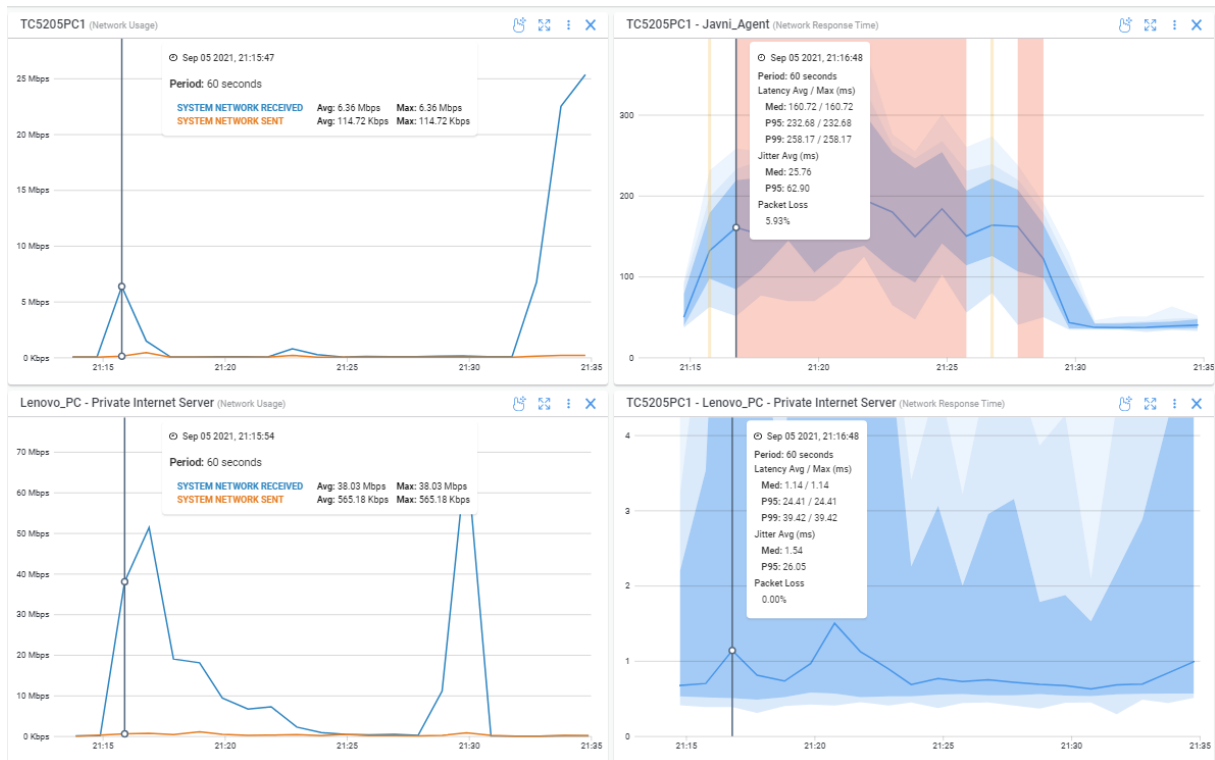 TC5205PC1 (Network Usage)
Sep 05 2021, 21:15:47
Period: 60 seconds
SYSTEM NETWORK RECEIVED Avg: 6.36 Mbps Max: 6.36 Mbps
SYSTEM NETWORK SENT Avg: 114.72 Kbps Max: 114.72 Kbps
25 Mbps
20 Mbps
15 Mbps
10 Mbps
5 Mbps
0 Kbps
21:15 21:20 21:25 21:30 21:35
TC5205PC1 - Javni_Agent (Network Response Time)
Sep 05 2021, 21:16:48
Period: 60 seconds
Latency Avg / Max (ms)
Med: 160.72 / 160.72
P95: 232.68 / 232.68
P99: 258.17 / 258.17
Jitter Avg (ms)
Med: 25.76
P95: 62.90
Packet Loss
5.93%
300
200
100
0
21:15 21:20 21:25 21:30 21:35
Lenovo_PC - Private Internet Server (Network Usage)
Sep 05 2021, 21:15:54
Period: 60 seconds
SYSTEM NETWORK RECEIVED Avg: 38.03 Mbps Max: 38.03 Mbps
SYSTEM NETWORK SENT Avg: 565.18 Kbps Max: 565.18 Kbps
70 Mbps
60 Mbps
50 Mbps
40 Mbps
30 Mbps
20 Mbps
10 Mbps
0 Kbps
21:15 21:20 21:25 21:30 21:35
TC5205PC1 - Lenovo_PC - Private Internet Server (Network Response Time)
Sep 05 2021, 21:16:48
Period: 60 seconds
Latency Avg / Max (ms)
Med: 1.14 / 1.14
P95: 24.41 / 24.41
P99: 39.42 / 39.42
Jitter Avg (ms)
Med: 1.54
P95: 26.05
Packet Loss
0.00%
4
3
2
1
0
21:15 21:20 21:25 21:30 21:35